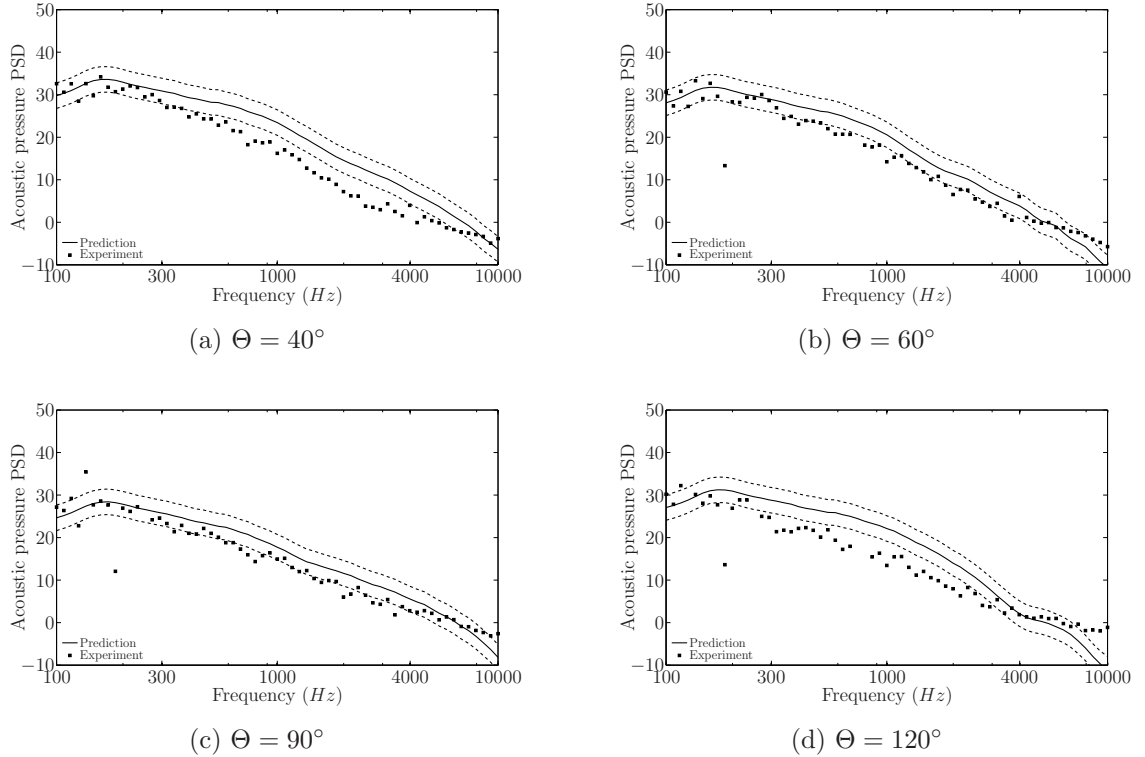 50
40
30
20
10
0
−10
Acoustic pressure PSD
Prediction
Experiment
100 300 1000 4000 10000
Frequency (Hz)
(a) Θ = 40°
50
40
30
20
10
0
−10
Acoustic pressure PSD
Prediction
Experiment
100 300 1000 4000 10000
Frequency (Hz)
(b) Θ = 60°
50
40
30
20
10
0
−10
Acoustic pressure PSD
Prediction
Experiment
100 300 1000 4000 10000
Frequency (Hz)
(c) Θ = 90°
50
40
30
20
10
0
−10
Acoustic pressure PSD
Prediction
Experiment
100 300 1000 4000 10000
Frequency (Hz)
(d) Θ = 120°